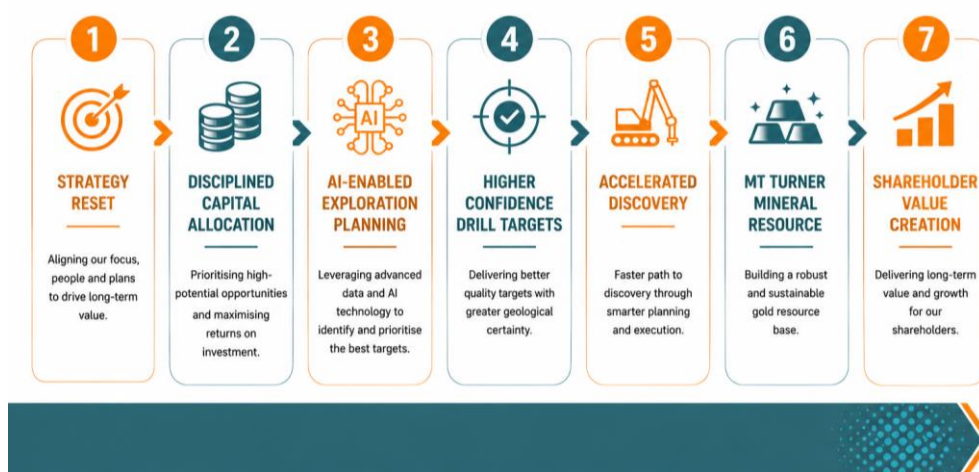 1
STRATEGY
RESET
Aligning our focus,
people and plans
to drive long-term
value.
2
DISCIPLINED
CAPITAL
ALLOCATION
Prioritising high-
potential opportunities
and maximising
returns on
investment.
3
AI
AI-ENABLED
EXPLORATION
PLANNING
Leveraging advanced
data and AI
technology to
identify and prioritise
the best targets.
4
HIGHER
CONFIDENCE
DRILL TARGETS
Delivering better
quality targets with
greater geological
certainty.
5
ACCELERATED
DISCOVERY
Faster path to
discovery through
smarter planning
and execution.
6
MT TURNER
MINERAL
RESOURCE
Building a robust
and sustainable
gold resource
base.
7
SHAREHOLDER
VALUE
CREATION
Delivering long-term
value and growth
for our
shareholders.